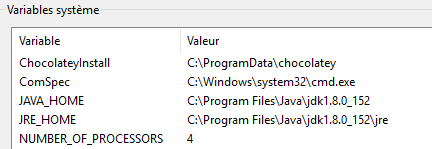 Variables système
Variable Valeur
ChocolateyInstall C:\ProgramData\chocolatey
ComSpec C:\Windows\system32\cmd.exe
JAVA_HOME C:\Program Files\Java\jdk1.8.0_152
JRE_HOME C:\Program Files\Java\jdk1.8.0_152\jre
NUMBER_OF_PROCESSORS 4